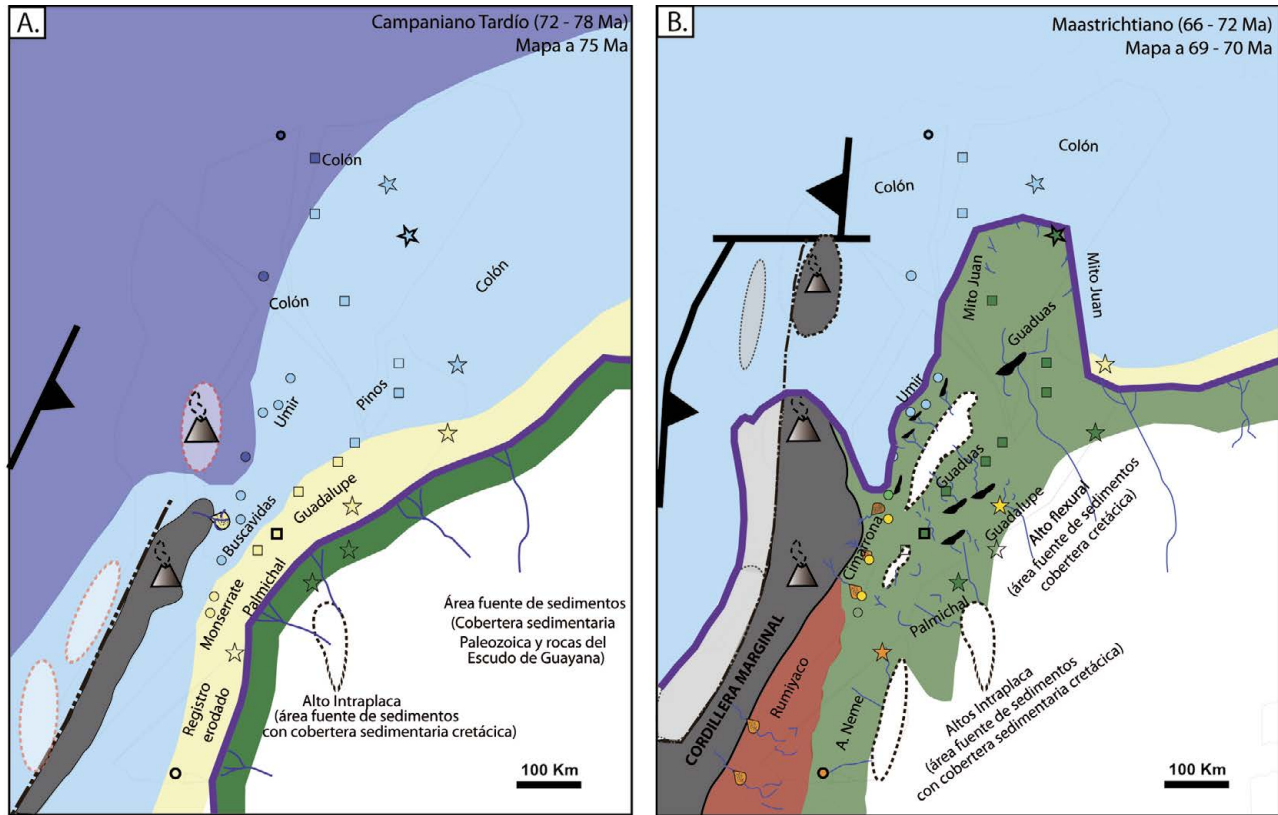 A.
Campaniano Tardío (72 - 78 Ma)
Mapa a 75 Ma
Colón
Colón
Colón
Pinos
Umir
Buscavidas
Guadalupe
Palmichal
Monserrate
Registro
erodado
Área fuente de sedimentos
(Cobertera sedimentaria
Paleozoica y rocas del
Escudo de Guayana)
Alto Intraplaca
(área fuente de sedimentos
con cobertera sedimentaria cretácica)
100 Km
B.
Maastrichtiano (66 - 72 Ma)
Mapa a 69 - 70 Ma
Colón
Colón
Mito Juan
Mito Juan
Guaduas
Umir
Guaduas
Guadalupe
Cimarrona
Palmichal
Alto flexural
(área fuente de sedimentos
cobertera cretácica)
CORDILLERA MARGINAL
Rumiyaco
A. Neme
Altos Intraplaca
(área fuente de sedimentos
con cobertera sedimentaria cretácica)
100 Km